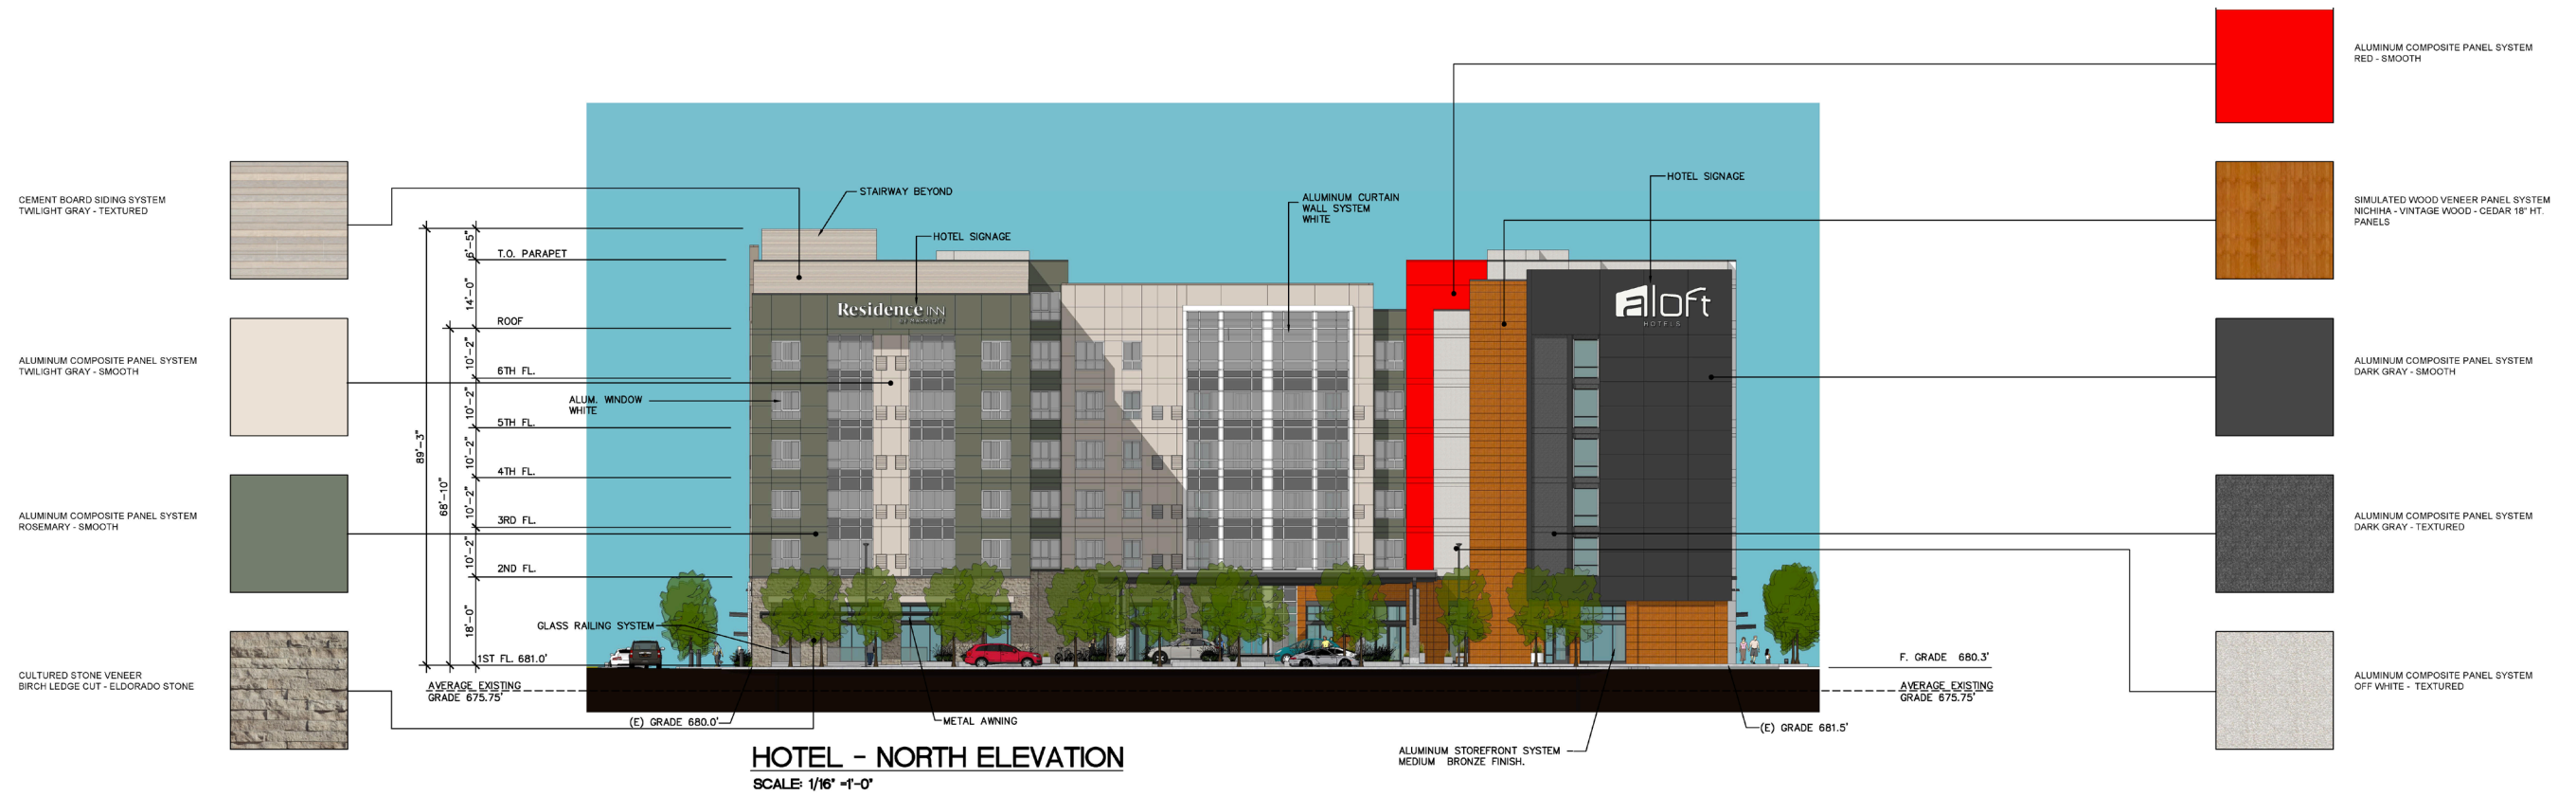 ALUMINUM COMPOSITE PANEL SYSTEM
RED - SMOOTH
CEMENT BOARD SIDING SYSTEM
TWILIGHT GRAY - TEXTURED
ALUMINUM COMPOSITE PANEL SYSTEM
TWILIGHT GRAY - SMOOTH
ALUMINUM COMPOSITE PANEL SYSTEM
ROSEMARY - SMOOTH
CULTURED STONE VENEER
BIRCH LEDGE CUT - ELDORADO STONE
89'-3"
68'-10"
6'-5"
14'-0"
10'-2"
10'-2"
10'-2"
10'-2"
10'-2"
18'-0"
T.O. PARAPET
ROOF
6TH FL.
5TH FL.
4TH FL.
3RD FL.
2ND FL.
1ST FL. 681.0'
AVERAGE EXISTING
GRADE 675.75'
STAIRWAY BEYOND
HOTEL SIGNAGE
ALUM. WINDOW
WHITE
GLASS RAILING SYSTEM
(E) GRADE 680.0'
METAL AWNING
Residence INN
BY MARRIOTT
ALUMINUM CURTAIN
WALL SYSTEM
WHITE
HOTEL SIGNAGE
aloft
HOTELS
ALUMINUM STOREFRONT SYSTEM
MEDIUM BRONZE FINISH.
(E) GRADE 681.5'
F. GRADE 680.3'
AVERAGE EXISTING
GRADE 675.75'
SIMULATED WOOD VENEER PANEL SYSTEM
NICHIHA - VINTAGE WOOD - CEDAR 18" HT.
PANELS
ALUMINUM COMPOSITE PANEL SYSTEM
DARK GRAY - SMOOTH
ALUMINUM COMPOSITE PANEL SYSTEM
DARK GRAY - TEXTURED
ALUMINUM COMPOSITE PANEL SYSTEM
OFF WHITE - TEXTURED
HOTEL - NORTH ELEVATION
SCALE: 1/16" =1'-0"